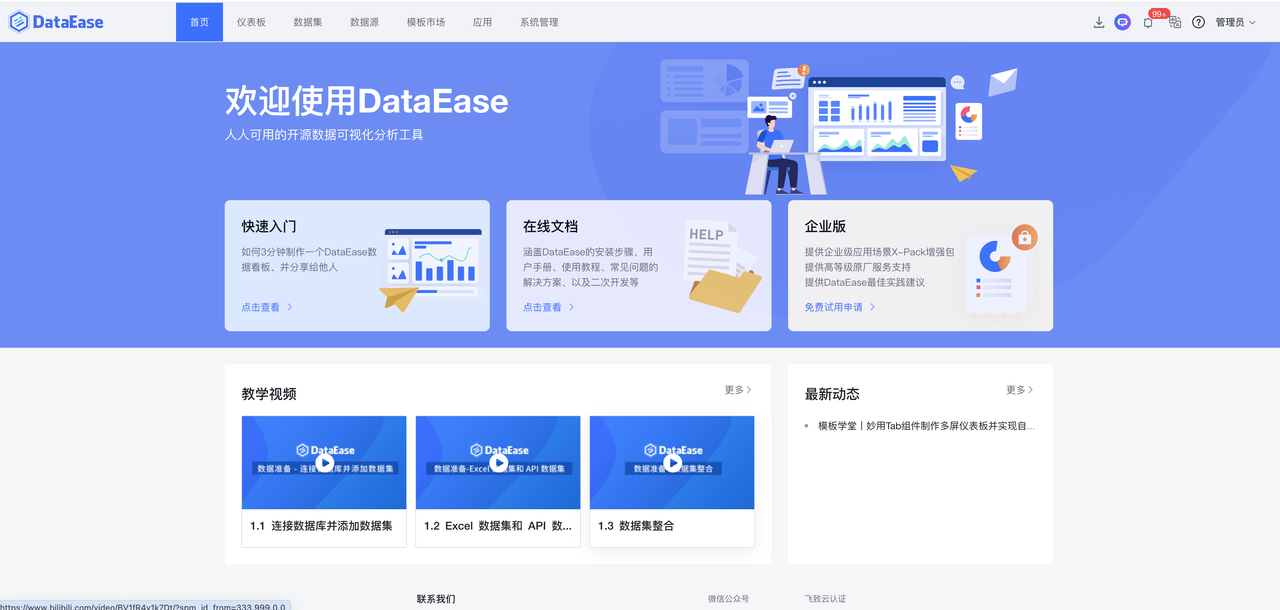 DataEase
首页
仪表板
数据集
数据源
模板市场
应用
系统管理
99+
管理员
欢迎使用DataEase
人人可用的开源数据可视化分析工具
快速入门
如何3分钟制作一个DataEase数
据看板、并分享给他人
点击查看
在线文档
涵盖DataEase的安装步骤、用
户手册、使用教程、常见问题的
解决方案、以及二次开发等
点击查看
HELP
企业版
提供企业级应用场景X-Pack增强包
提供高等级原厂服务支持
提供DataEase最佳实践建议
免费试用申请
教学视频
更多
DataEase
数据准备 - 连接 库并添加数据集
1.1 连接数据库并添加数据集
DataEase
数据准备-Excel 集和 API 数据集
1.2 Excel 数据集和 API 数...
DataEase
数据准备 据集整合
1.3 数据集整合
最新动态
更多
模板学堂丨妙用Tab组件制作多屏仪表板并实现自...
联系我们
微信公众号
飞致云认证
https://www.bilibili.com/video/BV1fR4y1k7Dt/?spm_id_from=333.999.0.0